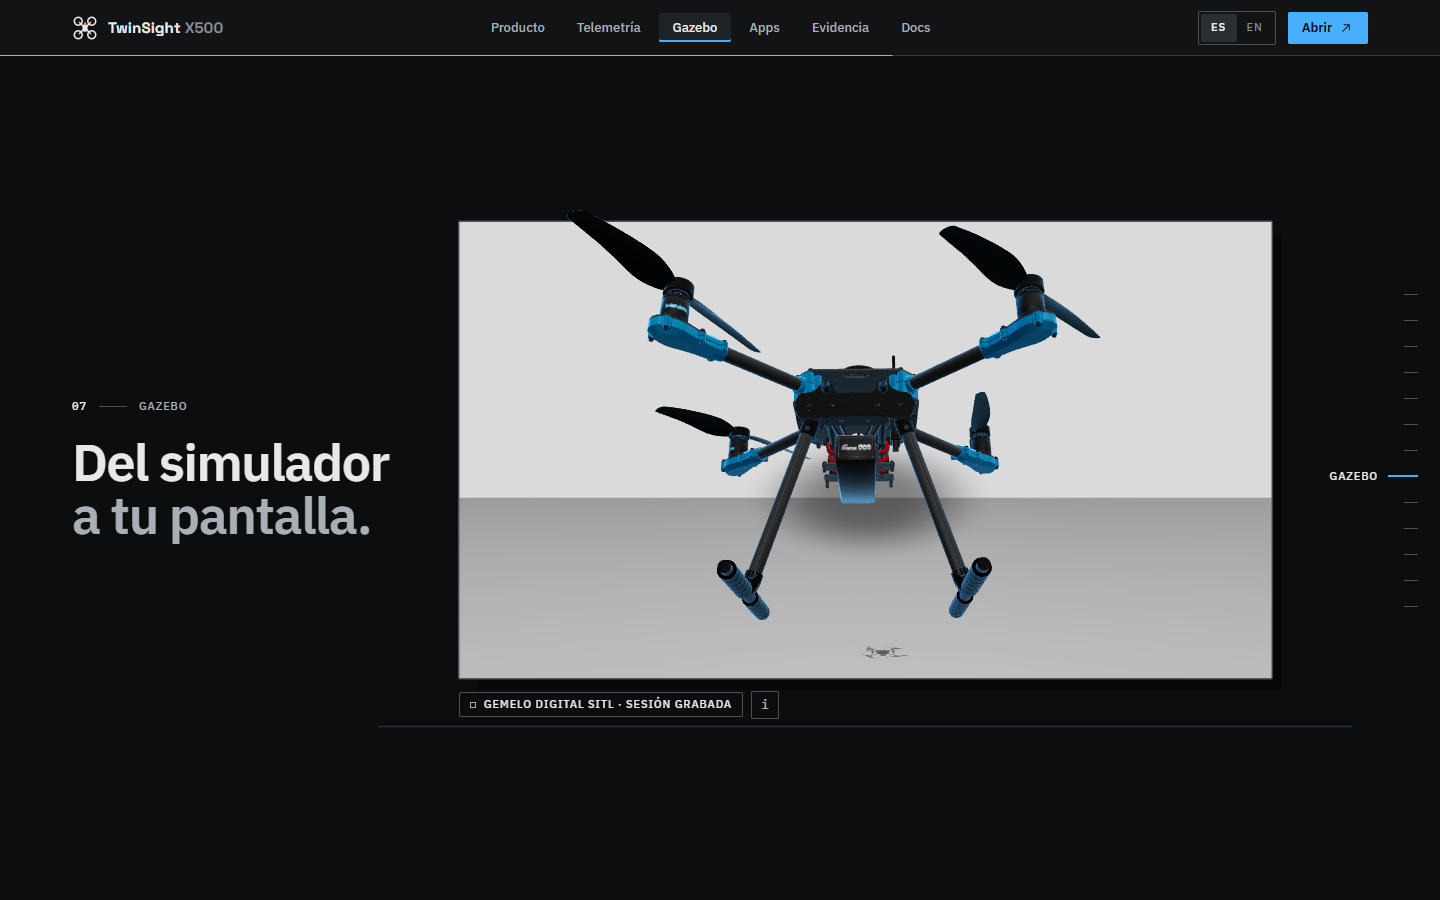 TwinSight X500
Producto
Telemetría
Gazebo
Apps
Evidencia
Docs
ES
EN
Abrir
07
GAZEBO
Del simulador
a tu pantalla.
GAZEBO
GEMELO DIGITAL SITL · SESIÓN GRABADA
i